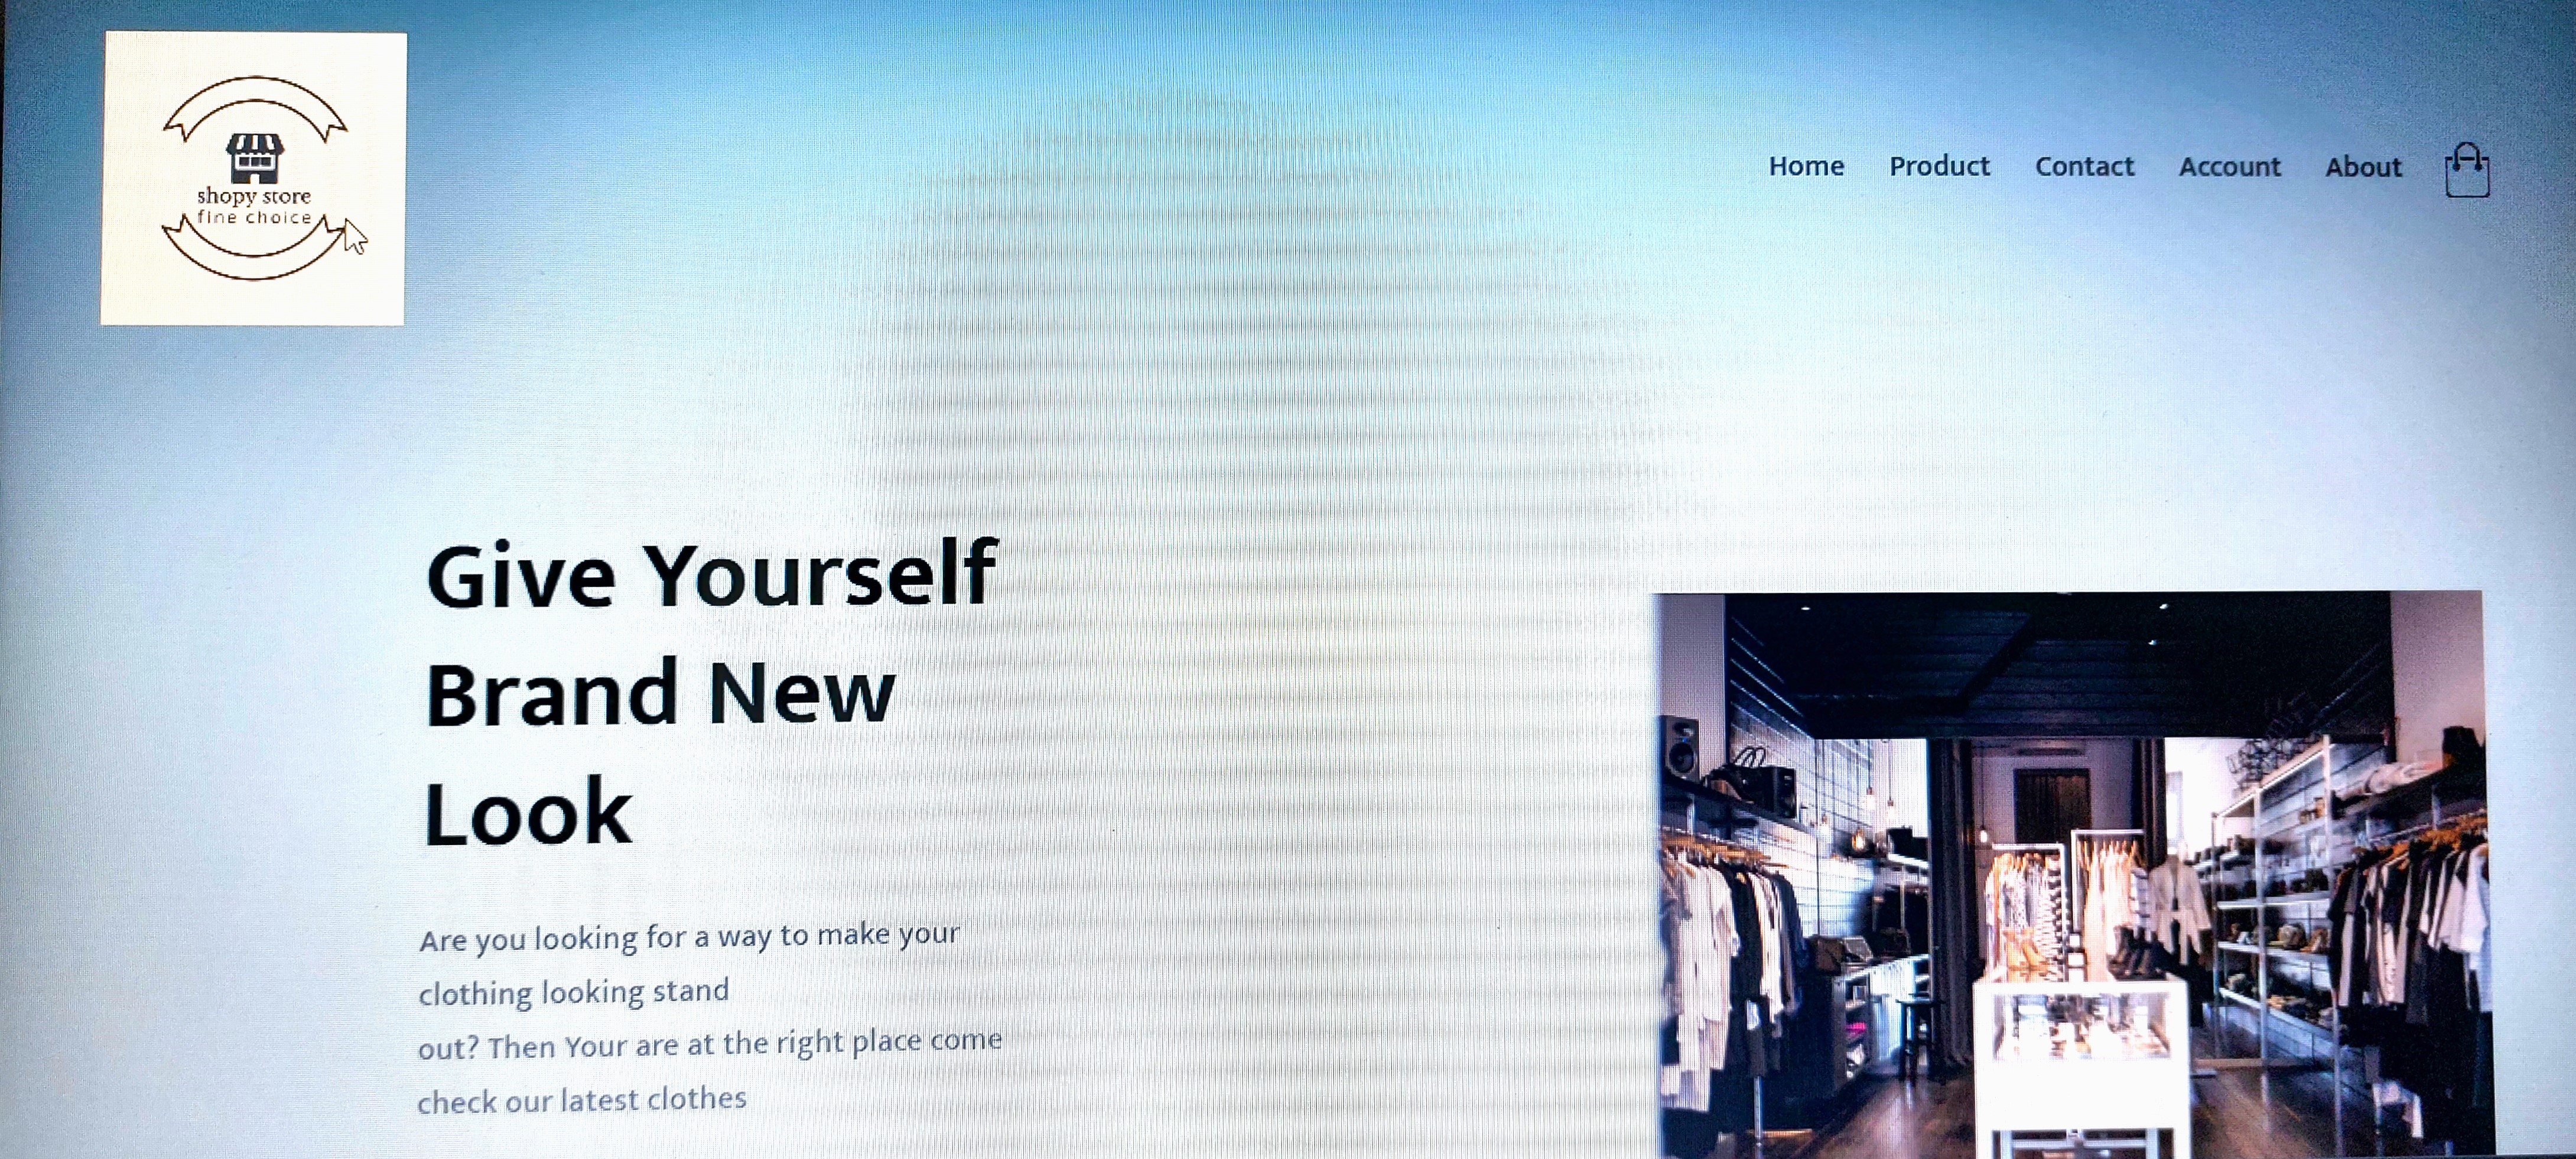 shopy store
fine choice
Home Product Contact Account About
Give Yourself
Brand New
Look
Are you looking for a way to make your
clothing looking stand
out? Then Your are at the right place come
check our latest clothes